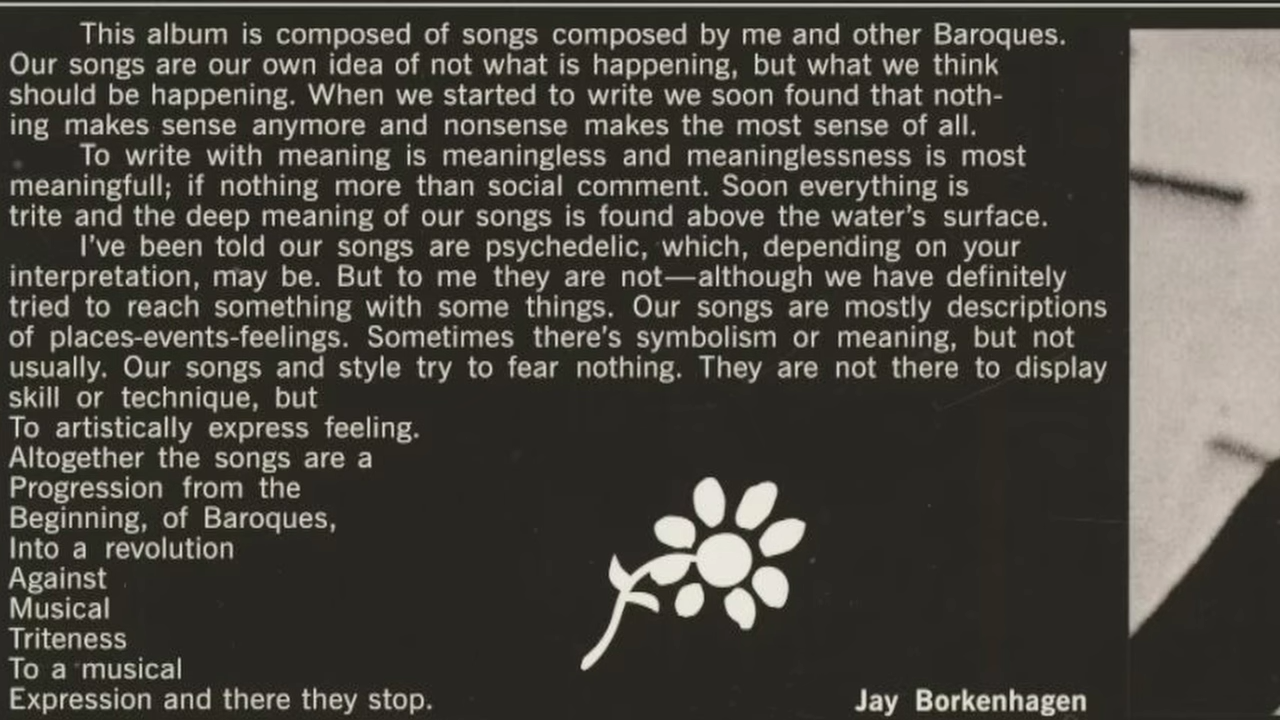 This album is composed of songs composed by me and other Baroques.
Our songs are our own idea of not what is happening, but what we think
should be happening. When we started to write we soon found that noth-
ing makes sense anymore and nonsense makes the most sense of all.
To write with meaning is meaningless and meaninglessness is most
meaningfull; if nothing more than social comment. Soon everything is
trite and the deep meaning of our songs is found above the water's surface.
I've been told our songs are psychedelic, which, depending on your
interpretation, may be. But to me they are not—although we have definitely
tried to reach something with some things. Our songs are mostly descriptions
of places-events-feelings. Sometimes there's symbolism or meaning, but not
usually. Our songs and style try to fear nothing. They are not there to display
skill or technique, but
To artistically express feeling.
Altogether the songs are a
Progression from the
Beginning, of Baroques,
Into a revolution
Against
Musical
Triteness
To a musical
Expression and there they stop.
Jay Borkenhagen